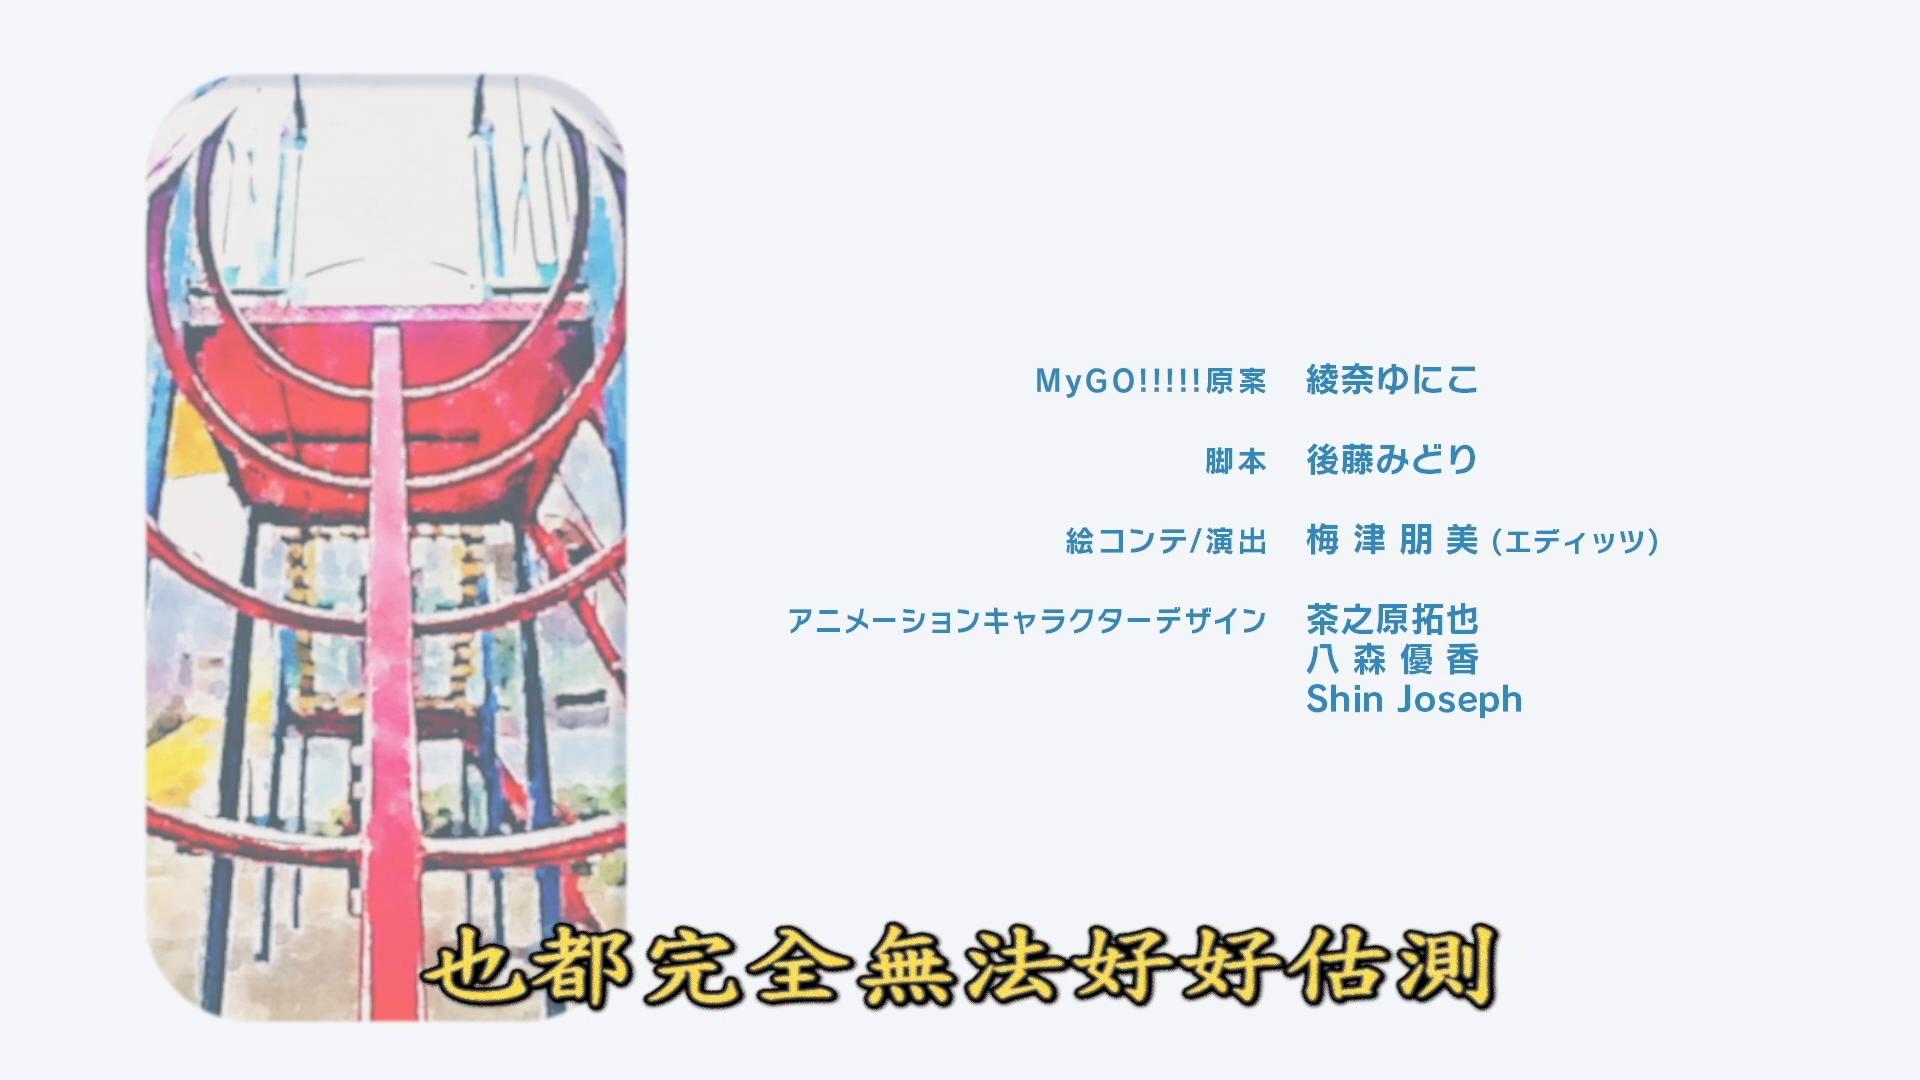 MyGO!!!!!原案 綾奈ゆにこ
脚本 後藤みどり
絵コンテ/演出 梅津朋美(エディッツ)
アニメーションキャラクターデザイン 茶之原拓也
八森優香
Shin Joseph
也都完全無法好好估測